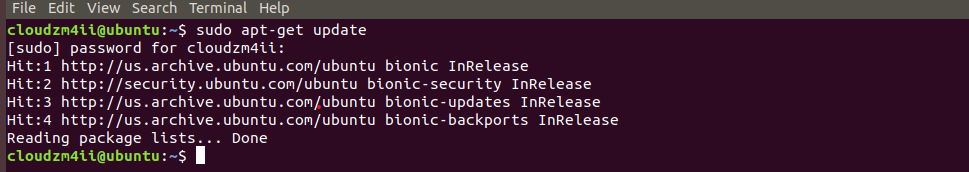 File Edit View Search Terminal Help
cloudzm4ii@ubuntu:~$ sudo apt-get update
[sudo] password for cloudzm4ii:
Hit:1 http://us.archive.ubuntu.com/ubuntu bionic InRelease
Hit:2 http://security.ubuntu.com/ubuntu bionic-security InRelease
Hit:3 http://us.archive.ubuntu.com/ubuntu bionic-updates InRelease
Hit:4 http://us.archive.ubuntu.com/ubuntu bionic-backports InRelease
Reading package lists... Done
cloudzm4ii@ubuntu:~$